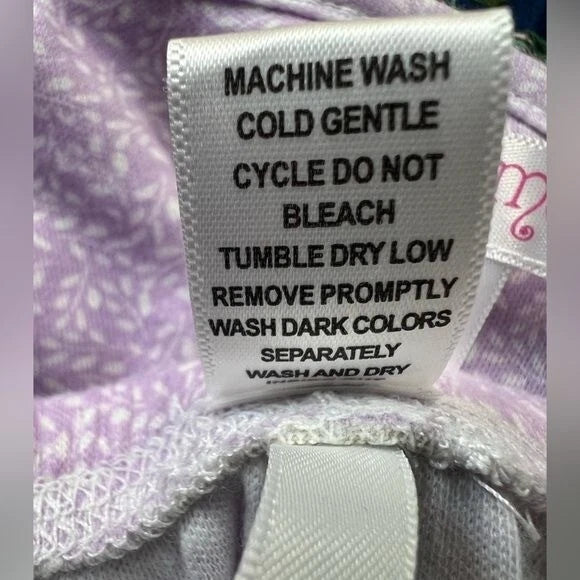 MACHINE WASH
COLD GENTLE
CYCLE DO NOT
BLEACH
TUMBLE DRY LOW
REMOVE PROMPTLY
WASH DARK COLORS
SEPARATELY
WASH AND DRY